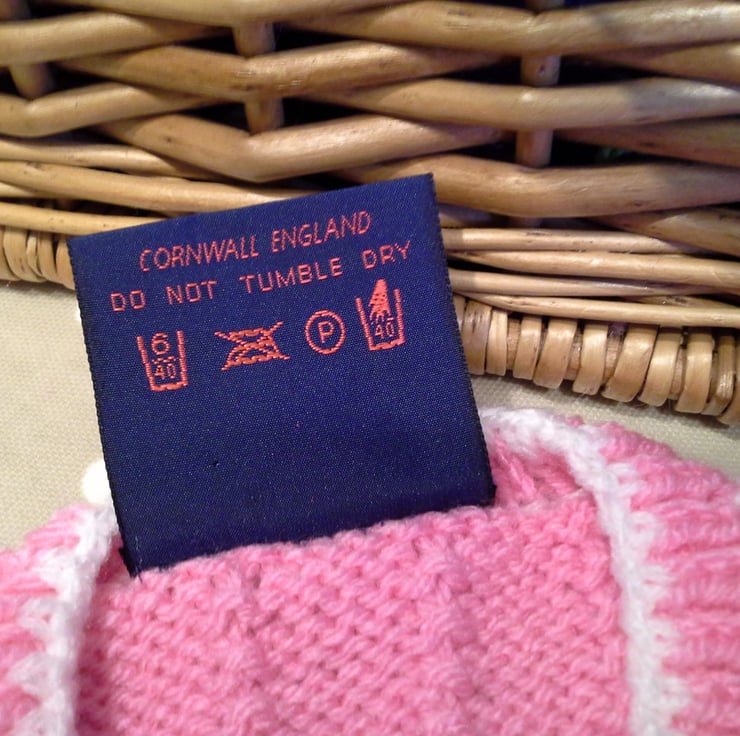 CORNWALL ENGLAND
DO NOT TUMBLE DRY
6 P
40 40